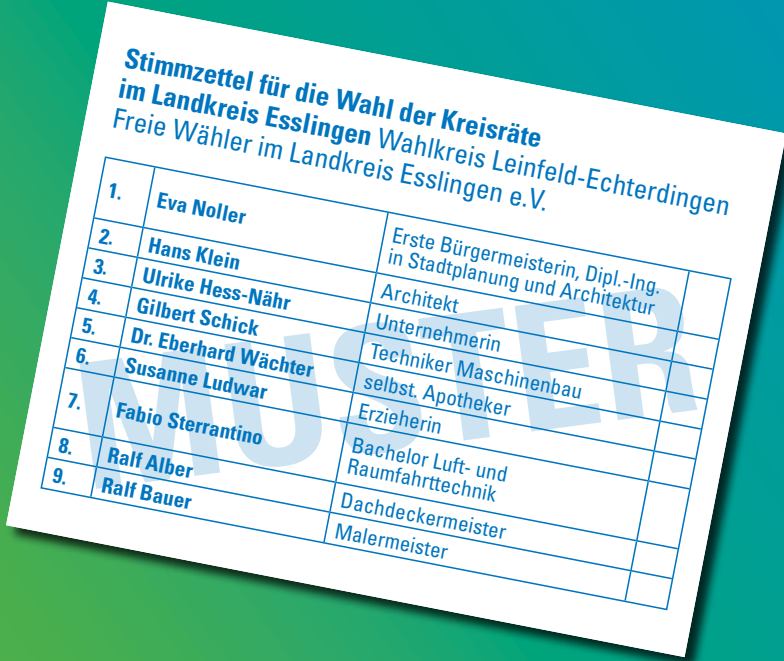 Stimmzettel für die Wahl der Kreisräte
im Landkreis Esslingen Wahlkreis Leinfeld-Echterdingen
Freie Wähler im Landkreis Esslingen e.V.
1. Eva Noller Erste Bürgermeisterin, Dipl.-Ing.
in Stadtplanung und Architektur
2. Hans Klein Architekt
3. Ulrike Hess-Nähr Unternehmerin
4. Gilbert Schick Techniker Maschinenbau
5. Dr. Eberhard Wächter selbst. Apotheker
6. Susanne Ludwar Erzieherin
7. Fabio Sterrantino Bachelor Luft- und
Raumfahrttechnik
8. Ralf Alber Dachdeckermeister
9. Ralf Bauer Malermeister
MUSTER